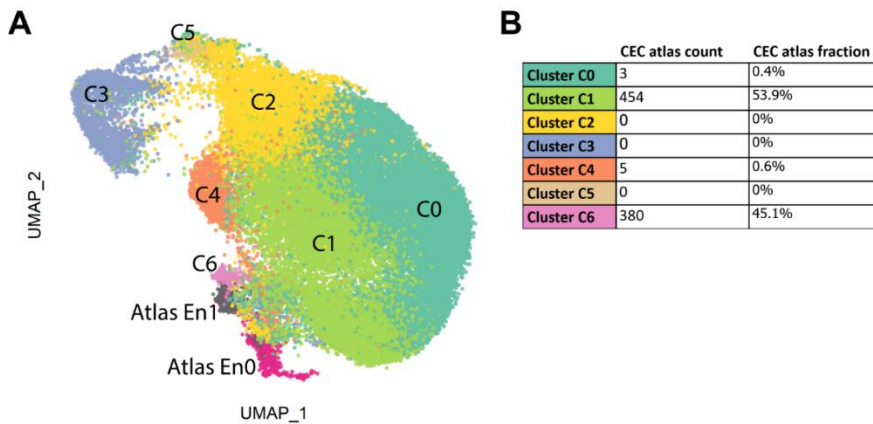 A
C5
C3
C2
C4
C0
C1
C6
Atlas En1
Atlas En0
UMAP_2
UMAP_1
B
CEC atlas count CEC atlas fraction
Cluster C0 3 0.4%
Cluster C1 454 53.9%
Cluster C2 0 0%
Cluster C3 0 0%
Cluster C4 5 0.6%
Cluster C5 0 0%
Cluster C6 380 45.1%